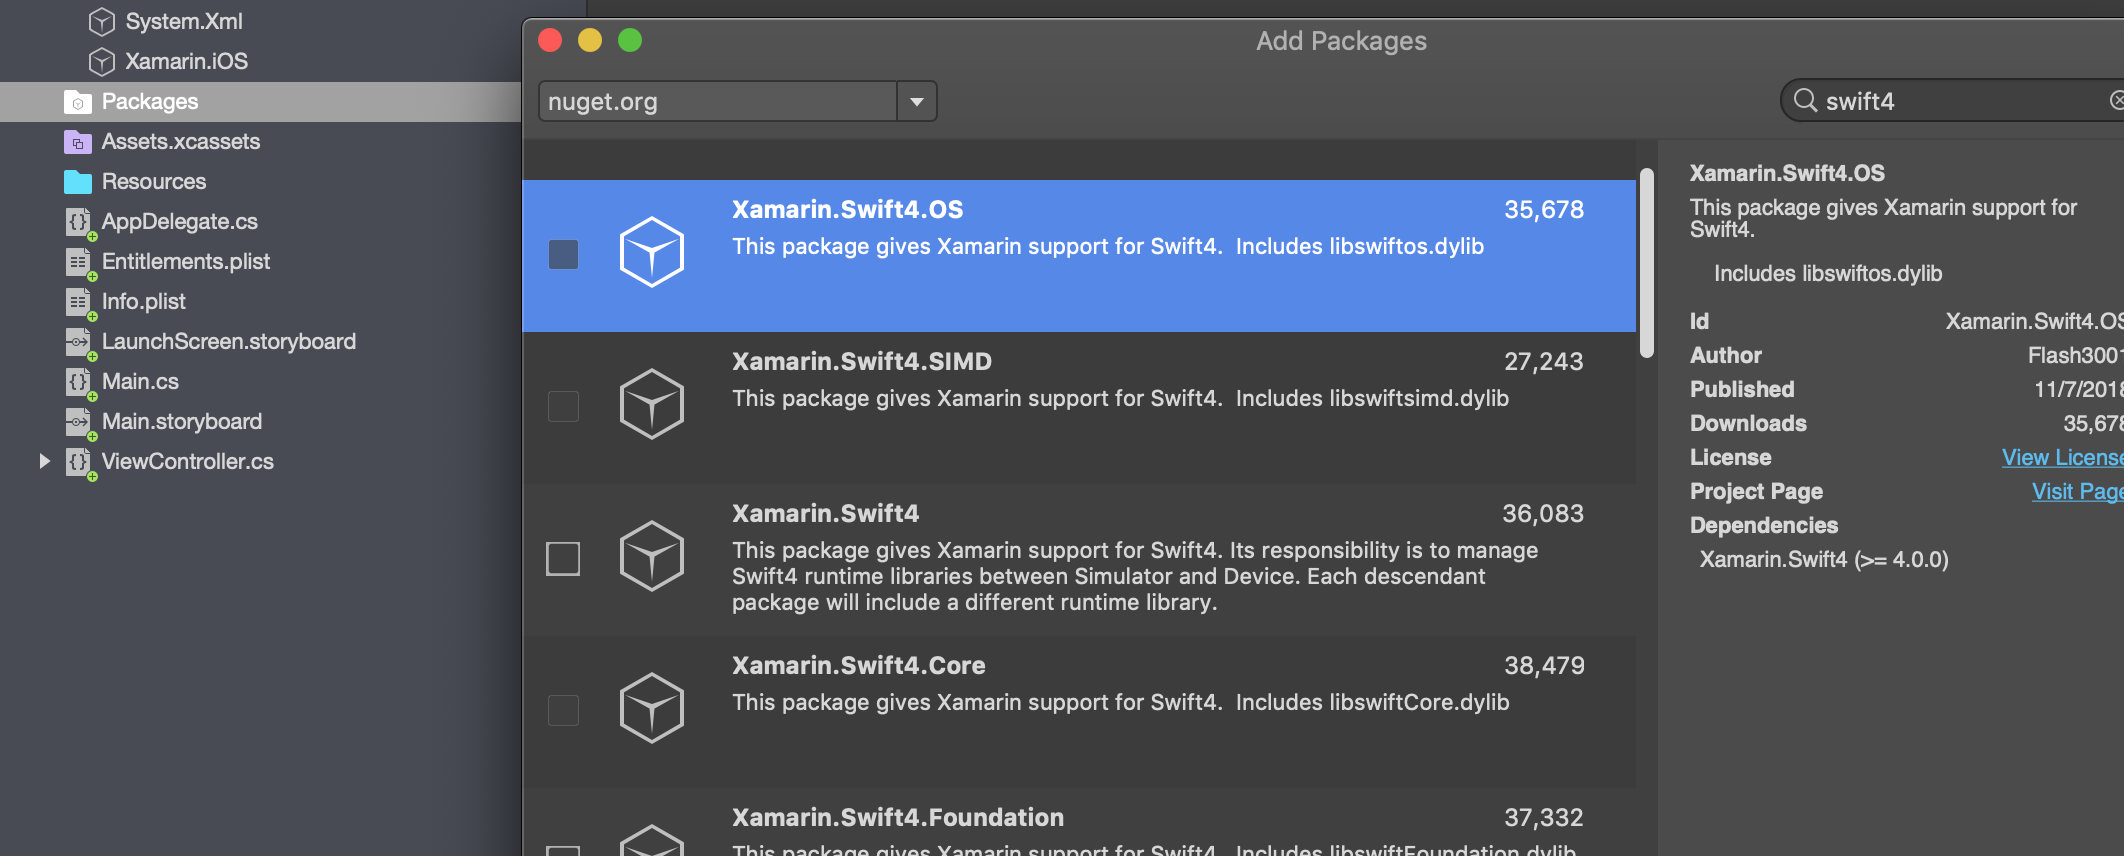 System.Xml
Xamarin.iOS
Packages
Assets.xcassets
Resources
AppDelegate.cs
Entitlements.plist
Info.plist
LaunchScreen.storyboard
Main.cs
Main.storyboard
ViewController.cs
Add Packages
nuget.org
swift4
Xamarin.Swift4.OS 35,678
This package gives Xamarin support for Swift4. Includes libswiftos.dylib
Xamarin.Swift4.SIMD 27,243
This package gives Xamarin support for Swift4. Includes libswiftsimd.dylib
Xamarin.Swift4 36,083
This package gives Xamarin support for Swift4. Its responsibility is to manage
Swift4 runtime libraries between Simulator and Device. Each descendant
package will include a different runtime library.
Xamarin.Swift4.Core 38,479
This package gives Xamarin support for Swift4. Includes libswiftCore.dylib
Xamarin.Swift4.Foundation 37,332
This package gives Xamarin support for Swift4. Includes libswiftFoundation.dylib
Xamarin.Swift4.OS
This package gives Xamarin support for
Swift4.
Includes libswiftos.dylib
Id Xamarin.Swift4.OS
Author Flash3001
Published 11/7/2018
Downloads 35,678
License View License
Project Page Visit Page
Dependencies
Xamarin.Swift4 (>= 4.0.0)